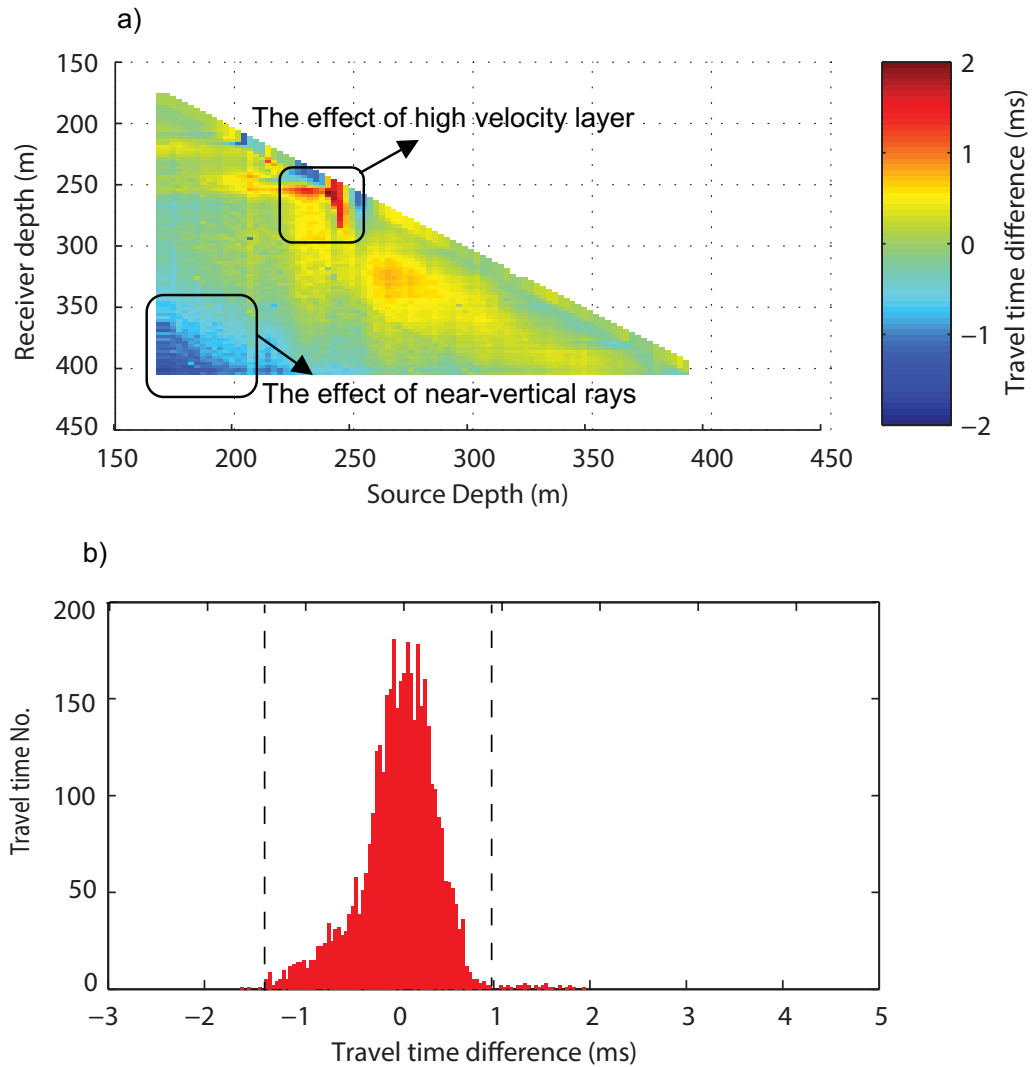 a)
150
200
250
300
350
400
450
Receiver depth (m)
The effect of high velocity layer
The effect of near-vertical rays
150 200 250 300 350 400 450
Source Depth (m)
2
1
0
−1
−2
Travel time difference (ms)
b)
200
150
100
50
0
Travel time No.
−3 −2 −1 0 1 2 3 4 5
Travel time difference (ms)